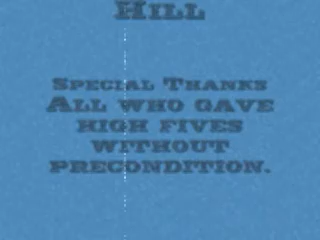 Hill
Special Thanks
All who gave
high fives
without
precondition.